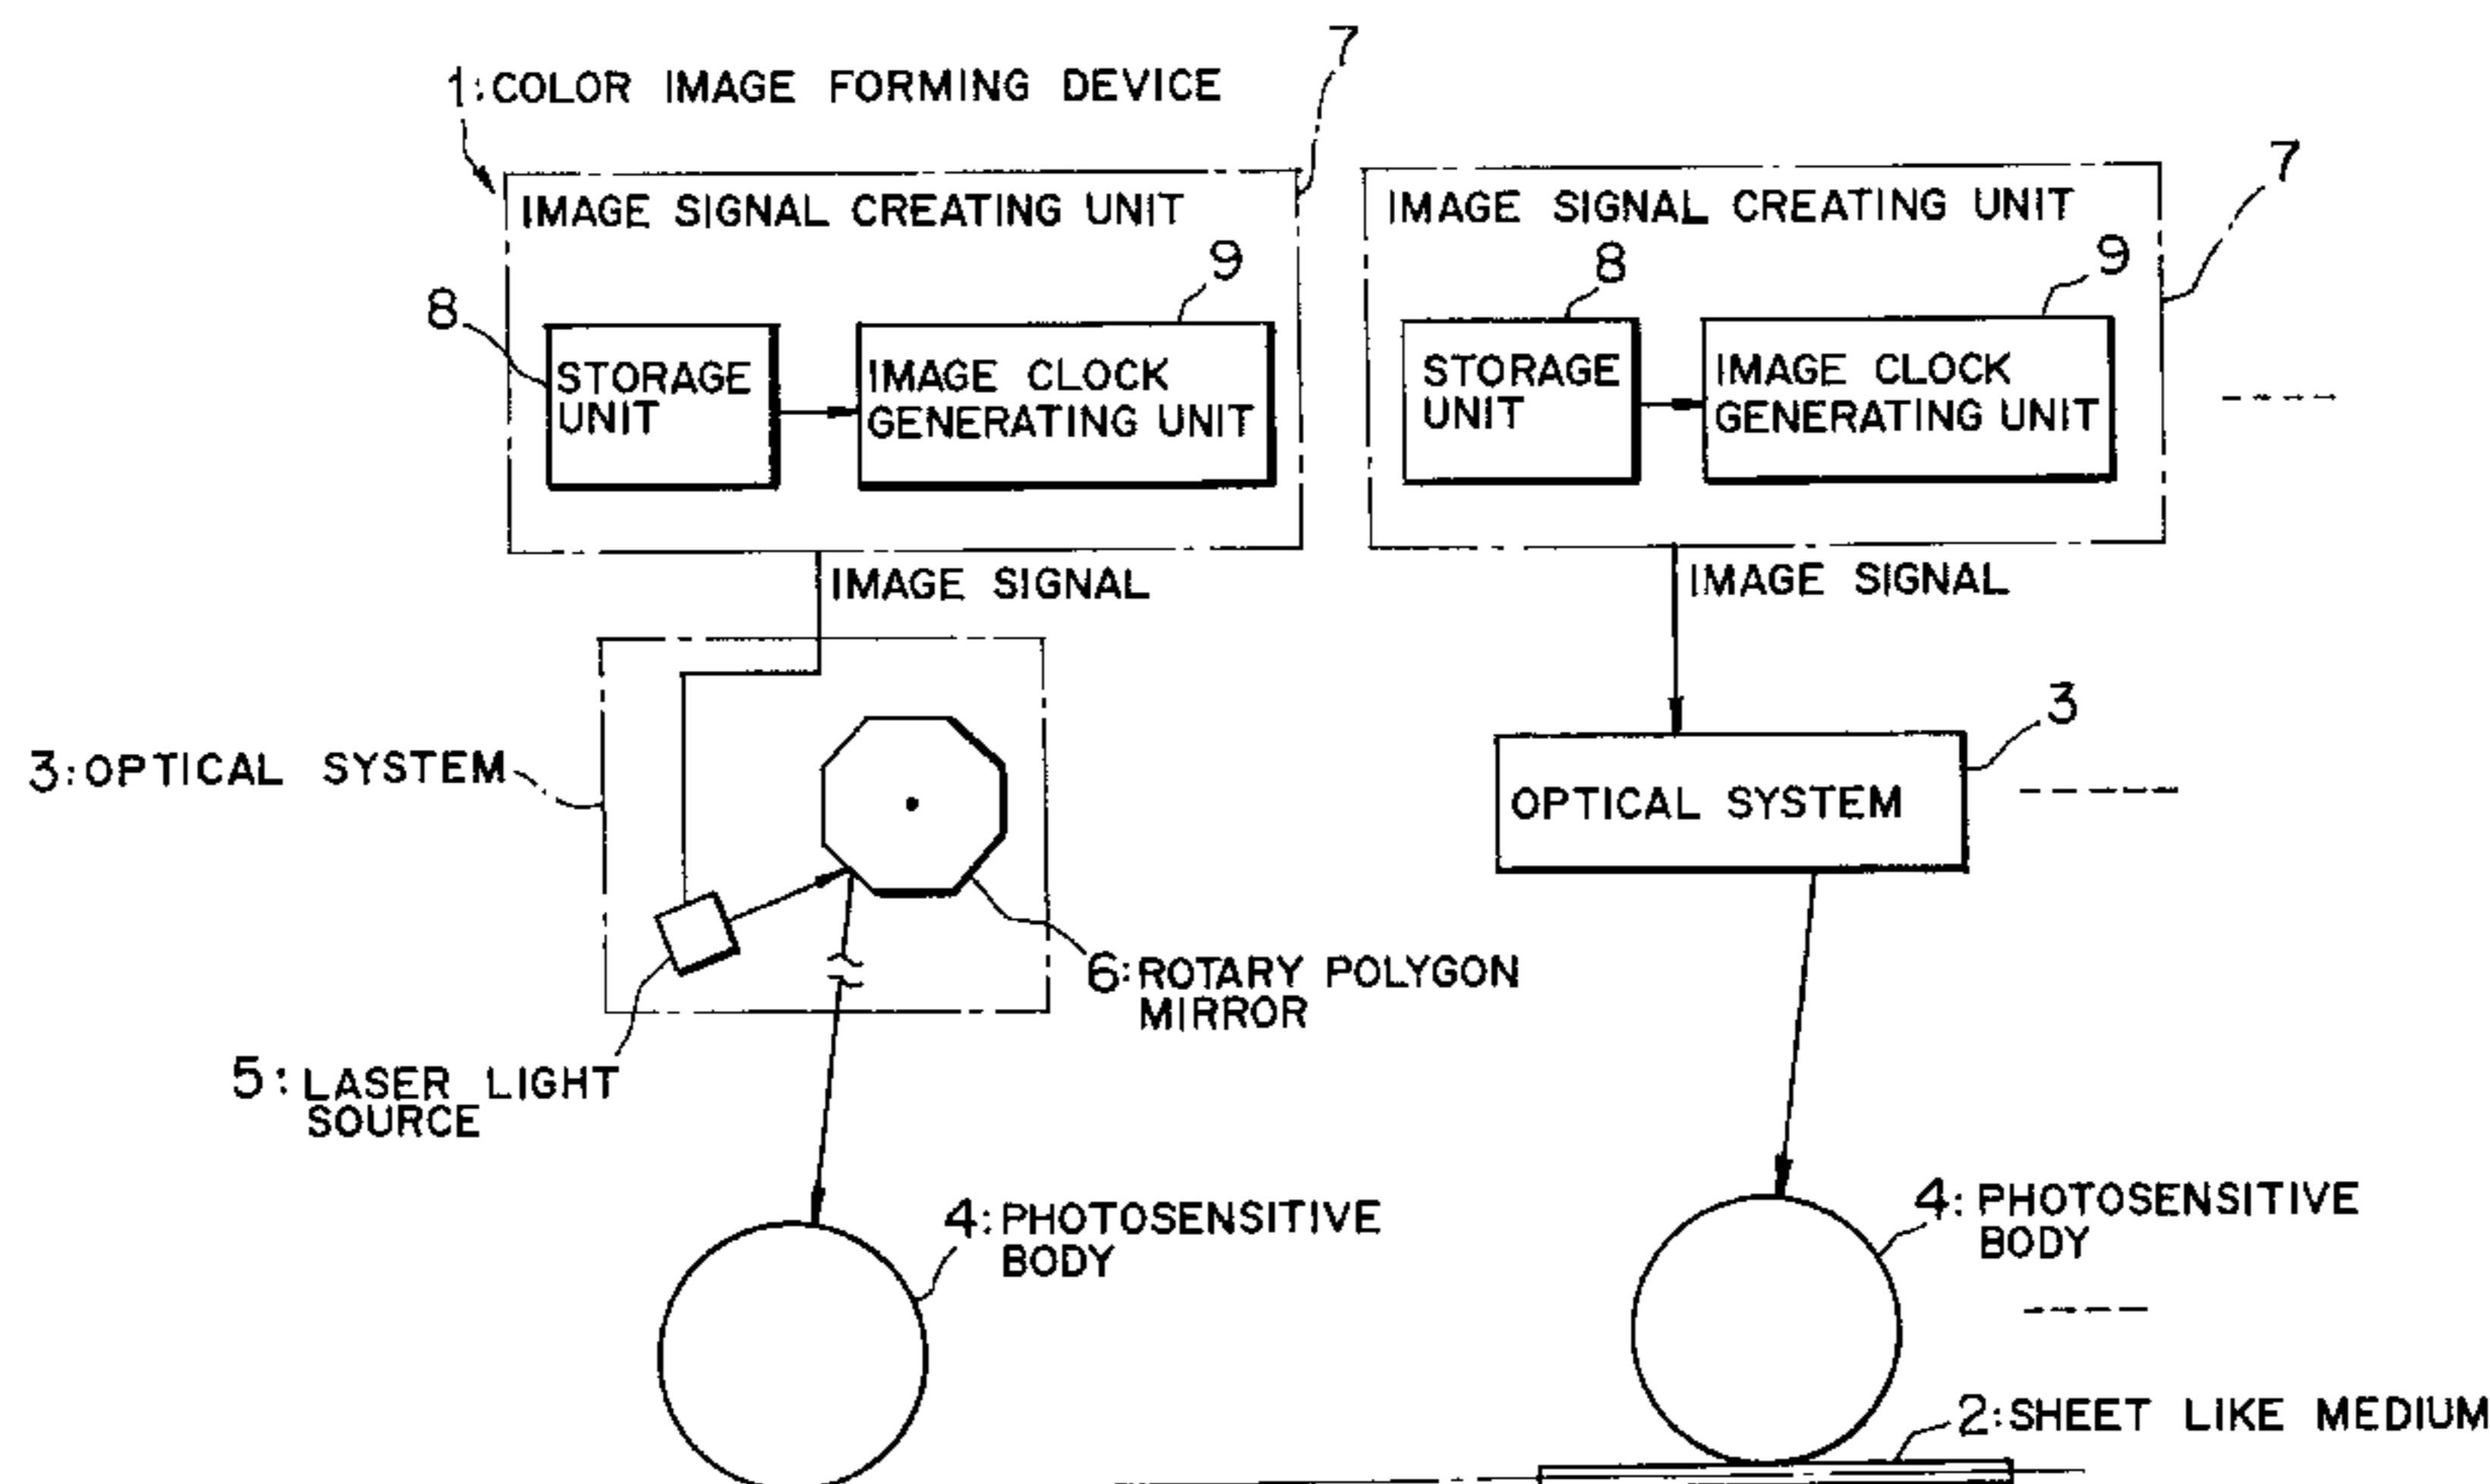 7
1:COLOR IMAGE FORMING DEVICE
7
IMAGE SIGNAL CREATING UNIT
IMAGE SIGNAL CREATING UNIT
9
8
9
8
STORAGE
UNIT
IMAGE CLOCK
GENERATING UNIT
STORAGE
UNIT
IMAGE CLOCK
GENERATING UNIT
IMAGE SIGNAL
IMAGE SIGNAL
3
3:OPTICAL SYSTEM
OPTICAL SYSTEM
6:ROTARY POLYGON
MIRROR
5:LASER LIGHT
SOURCE
4:PHOTOSENSITIVE
BODY
4:PHOTOSENSITIVE
BODY
2:SHEET LIKE MEDIUM